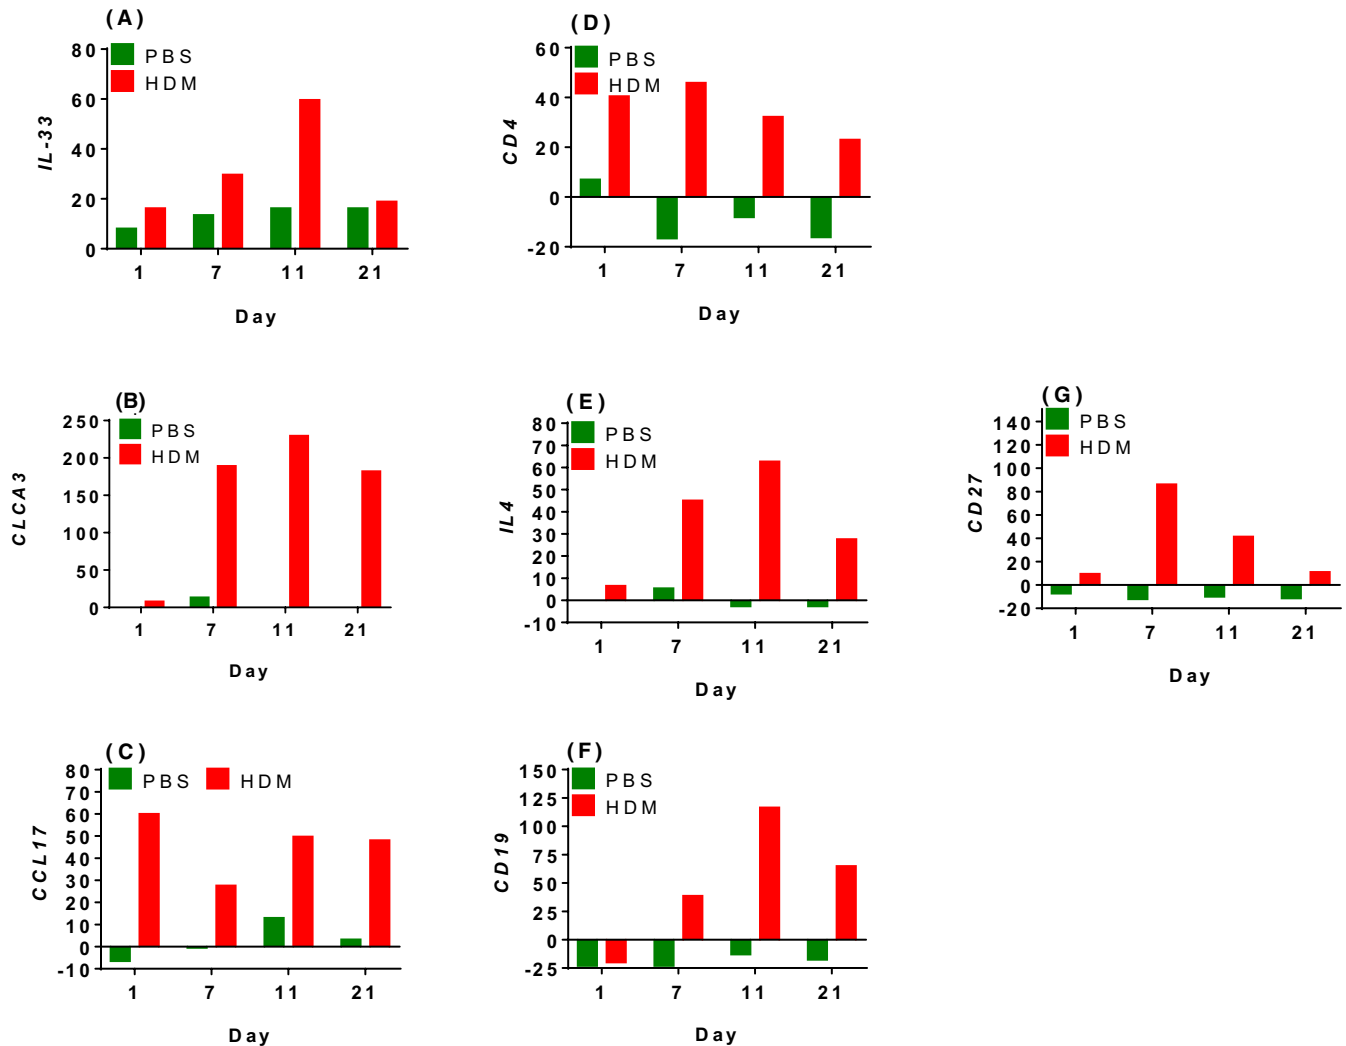 (A)
PBS
HDM
80
60
40
20
0
IL-33
1 7 11 21
Day
(D)
PBS
HDM
60
40
20
0
-20
CD4
1 7 11 21
Day
(B)
PBS
HDM
250
200
150
100
50
0
CLCA3
1 7 11 21
Day
(E)
PBS
HDM
80
70
60
50
40
30
20
10
0
-10
IL4
1 7 11 21
Day
(G)
PBS
HDM
140
120
100
80
60
40
20
0
-20
CD27
1 7 11 21
Day
(C)
PBS HDM
80
70
60
50
40
30
20
10
0
-10
CCL17
1 7 11 21
Day
(F)
PBS
HDM
150
125
100
75
50
25
0
-25
CD19
1 7 11 21
Day